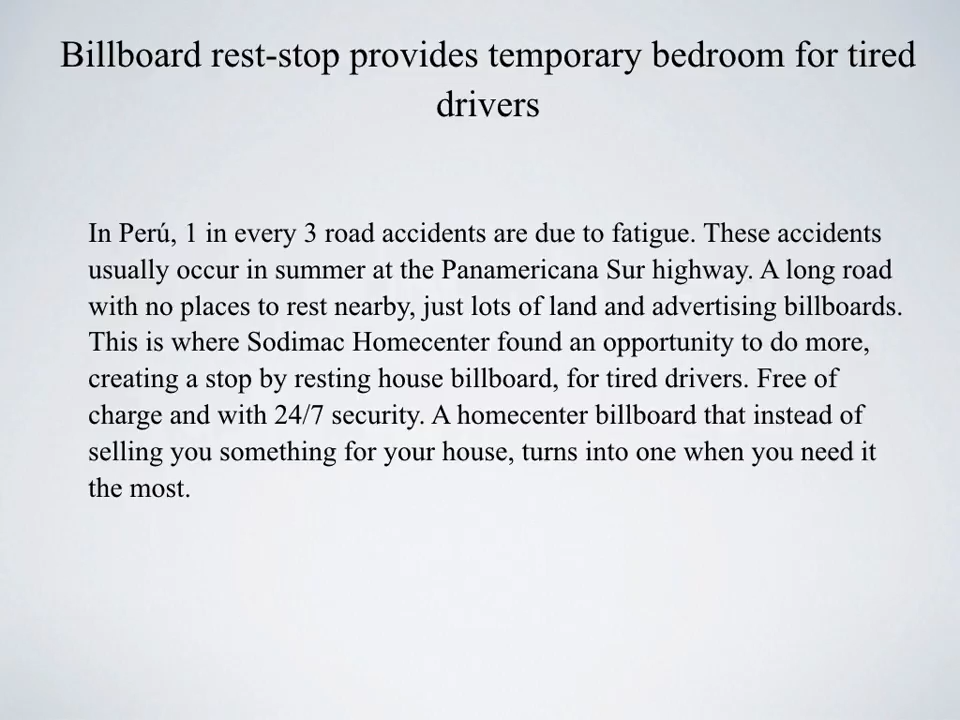 Billboard rest-stop provides temporary bedroom for tired
drivers
In Perú, 1 in every 3 road accidents are due to fatigue. These accidents
usually occur in summer at the Panamericana Sur highway. A long road
with no places to rest nearby, just lots of land and advertising billboards.
This is where Sodimac Homecenter found an opportunity to do more,
creating a stop by resting house billboard, for tired drivers. Free of
charge and with 24/7 security. A homecenter billboard that instead of
selling you something for your house, turns into one when you need it
the most.